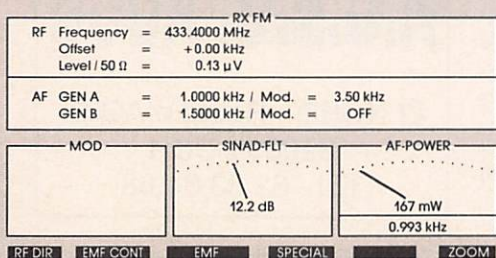 RX FM
RF Frequency = 433.4000 MHz
Offset = +0.00 kHz
Level / 50 Ω = 0.13 µV
AF GEN A = 1.0000 kHz / Mod. = 3.50 kHz
GEN B = 1.5000 kHz / Mod. = OFF
MOD SINAD-FLT AF-POWER
12.2 dB 167 mW
0.993 kHz
RF DIR EMF CONT EMF SPECIAL ZOOM